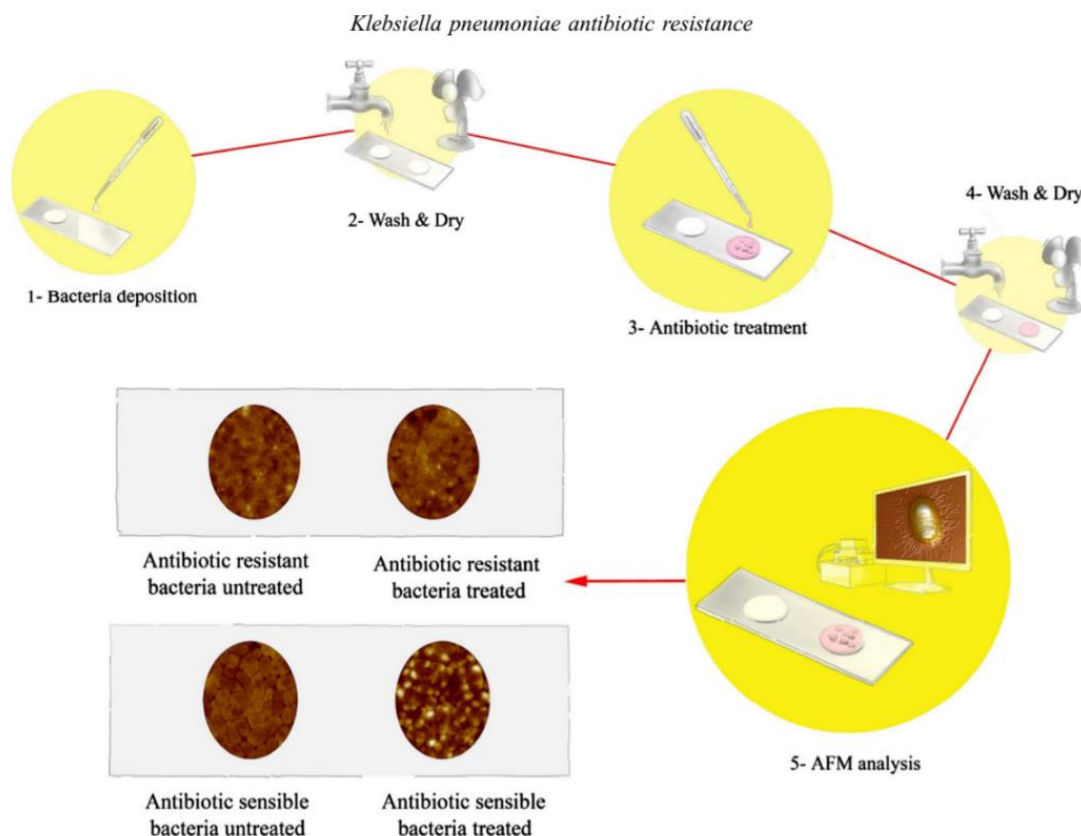 Klebsiella pneumoniae antibiotic resistance
1- Bacteria deposition
2- Wash & Dry
3- Antibiotic treatment
4- Wash & Dry
5- AFM analysis
Antibiotic resistant
bacteria untreated
Antibiotic resistant
bacteria treated
Antibiotic sensible
bacteria untreated
Antibiotic sensible
bacteria treated